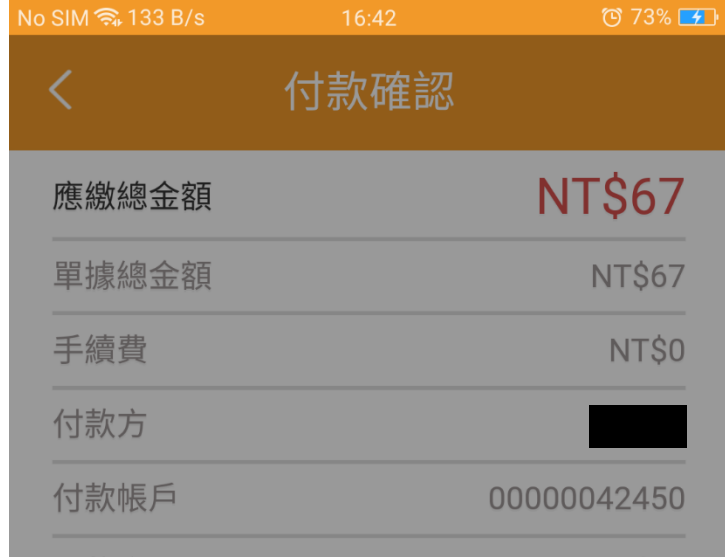 No SIM 133 B/s 16:42 73%
付款確認
應繳總金額 NT$67
單據總金額 NT$67
手續費 NT$0
付款方
付款帳戶 00000042450